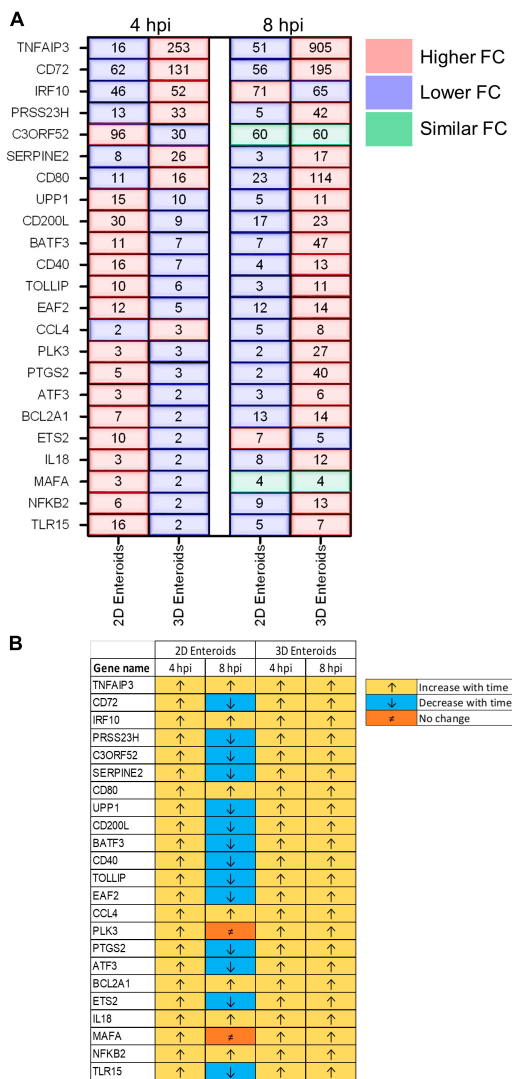 A
4 hpi 8 hpi
TNFAIP3 16 253 51 905
CD72 62 131 56 195
IRF10 46 52 71 65
PRSS23H 13 33 5 42
C3ORF52 96 30 60 60
SERPINE2 8 26 3 17
CD80 11 16 23 114
UPP1 15 10 5 11
CD200L 30 9 17 23
BATF3 11 7 7 47
CD40 16 7 4 13
TOLLIP 10 6 3 11
EAF2 12 5 12 14
CCL4 2 3 5 8
PLK3 3 3 2 27
PTGS2 5 3 2 40
ATF3 3 2 3 6
BCL2A1 7 2 13 14
ETS2 10 2 7 5
IL18 3 2 8 12
MAFA 3 2 4 4
NFKB2 6 2 9 13
TLR15 16 2 5 7
2D Enteroids 3D Enteroids 2D Enteroids 3D Enteroids
Higher FC
Lower FC
Similar FC
B
2D Enteroids 3D Enteroids
Gene name 4 hpi 8 hpi 4 hpi 8 hpi
TNFAIP3 ↑ ↑ ↑ ↑
CD72 ↑ ↓ ↑ ↑
IRF10 ↑ ↑ ↑ ↑
PRSS23H ↑ ↓ ↑ ↑
C3ORF52 ↑ ↓ ↑ ↑
SERPINE2 ↑ ↓ ↑ ↑
CD80 ↑ ↑ ↑ ↑
UPP1 ↑ ↓ ↑ ↑
CD200L ↑ ↓ ↑ ↑
BATF3 ↑ ↓ ↑ ↑
CD40 ↑ ↓ ↑ ↑
TOLLIP ↑ ↓ ↑ ↑
EAF2 ↑ ↓ ↑ ↑
CCL4 ↑ ↑ ↑ ↑
PLK3 ↑ ≠ ↑ ↑
PTGS2 ↑ ↓ ↑ ↑
ATF3 ↑ ↓ ↑ ↑
BCL2A1 ↑ ↑ ↑ ↑
ETS2 ↑ ↓ ↑ ↑
IL18 ↑ ↑ ↑ ↑
MAFA ↑ ≠ ↑ ↑
NFKB2 ↑ ↑ ↑ ↑
TLR15 ↑ ↓ ↑ ↑
↑ Increase with time
↓ Decrease with time
≠ No change